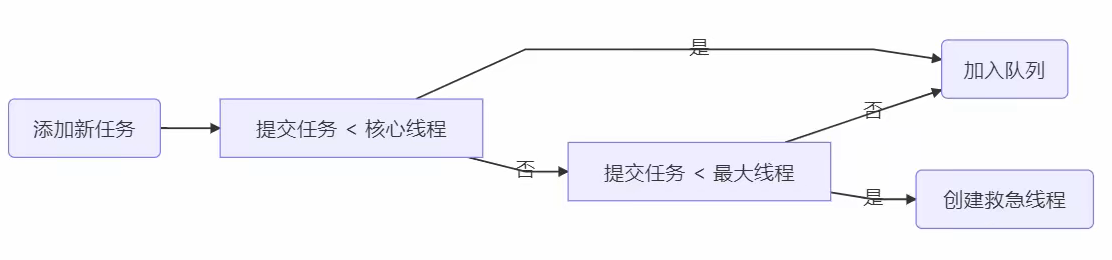 添加新任务
提交任务 < 核心线程
是
加入队列
否
提交任务 < 最大线程
否
是
创建救急线程